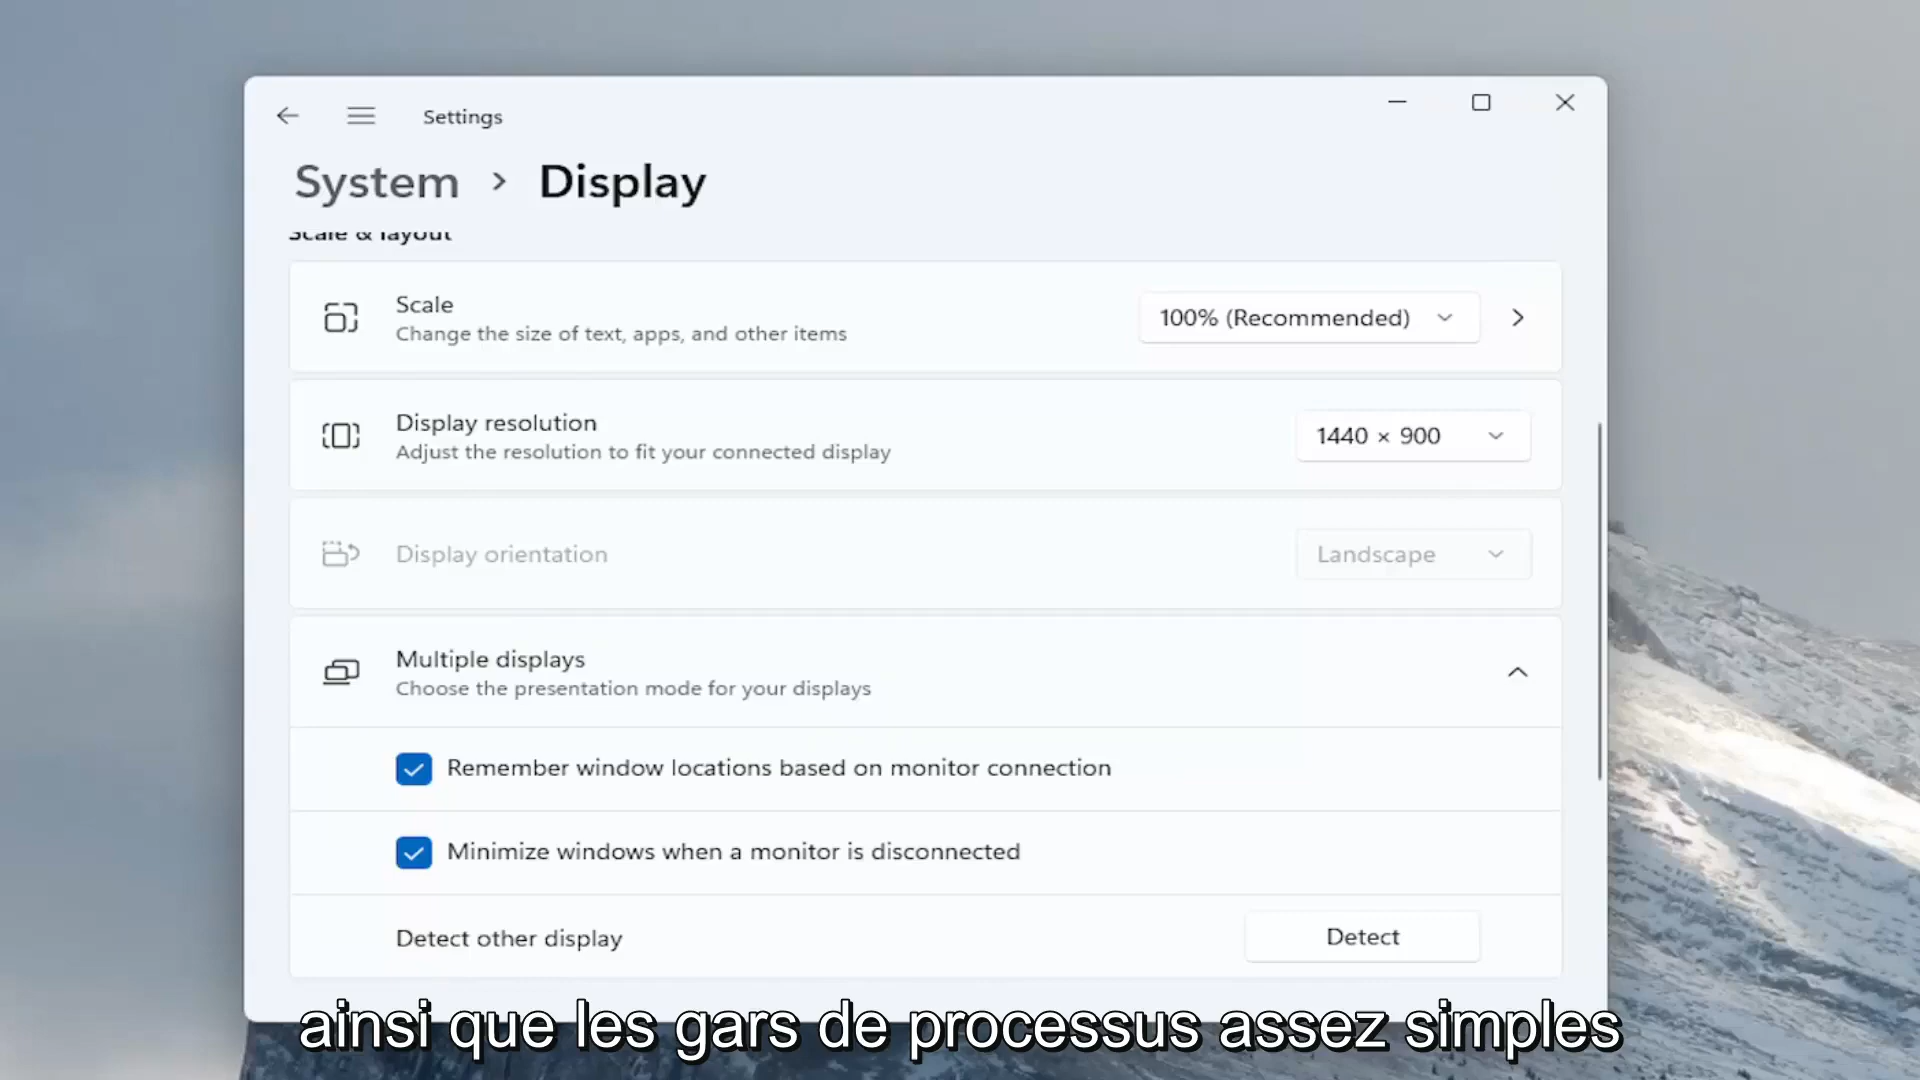 Settings
System > Display
Scale & layout
Scale
Change the size of text, apps, and other items
100% (Recommended)
Display resolution
Adjust the resolution to fit your connected display
1440 × 900
Display orientation
Landscape
Multiple displays
Choose the presentation mode for your displays
Remember window locations based on monitor connection
Minimize windows when a monitor is disconnected
Detect other display
Detect
ainsi que les gars de processus assez simples